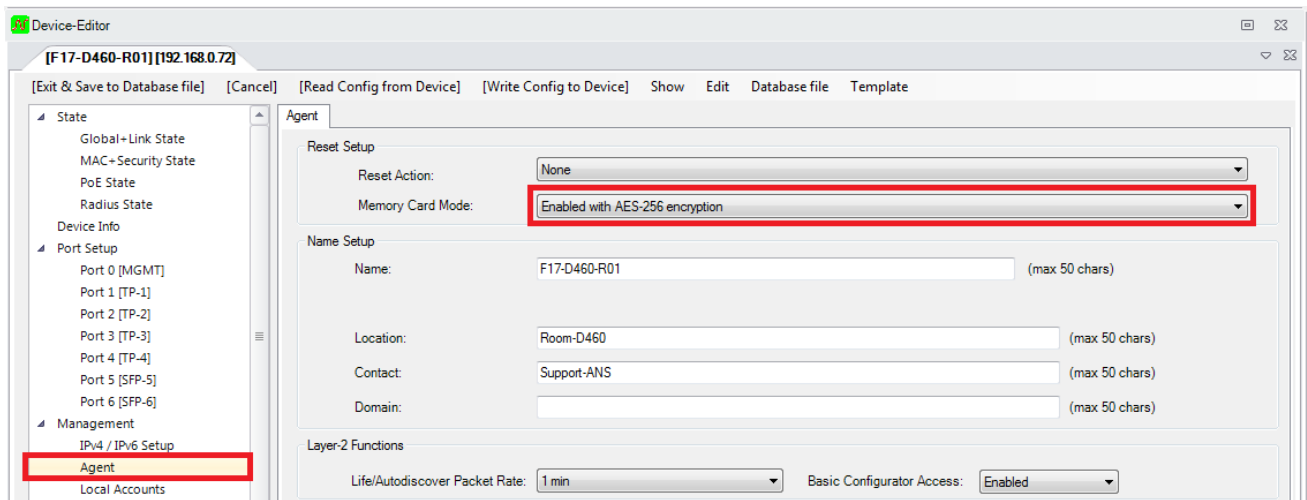 Device-Editor
[F17-D460-R01] [192.168.0.72]
[Exit & Save to Database file] [Cancel] [Read Config from Device] [Write Config to Device] Show Edit Database file Template
State
Global+Link State
MAC+Security State
PoE State
Radius State
Device Info
Port Setup
Port 0 [MGMT]
Port 1 [TP-1]
Port 2 [TP-2]
Port 3 [TP-3]
Port 4 [TP-4]
Port 5 [SFP-5]
Port 6 [SFP-6]
Management
IPv4 / IPv6 Setup
Agent
Local Accounts
Agent
Reset Setup
Reset Action: None
Memory Card Mode: Enabled with AES-256 encryption
Name Setup
Name: F17-D460-R01 (max 50 chars)
Location: Room-D460 (max 50 chars)
Contact: Support-ANS (max 50 chars)
Domain: (max 50 chars)
Layer-2 Functions
Life/Autodiscover Packet Rate: 1 min Basic Configurator Access: Enabled